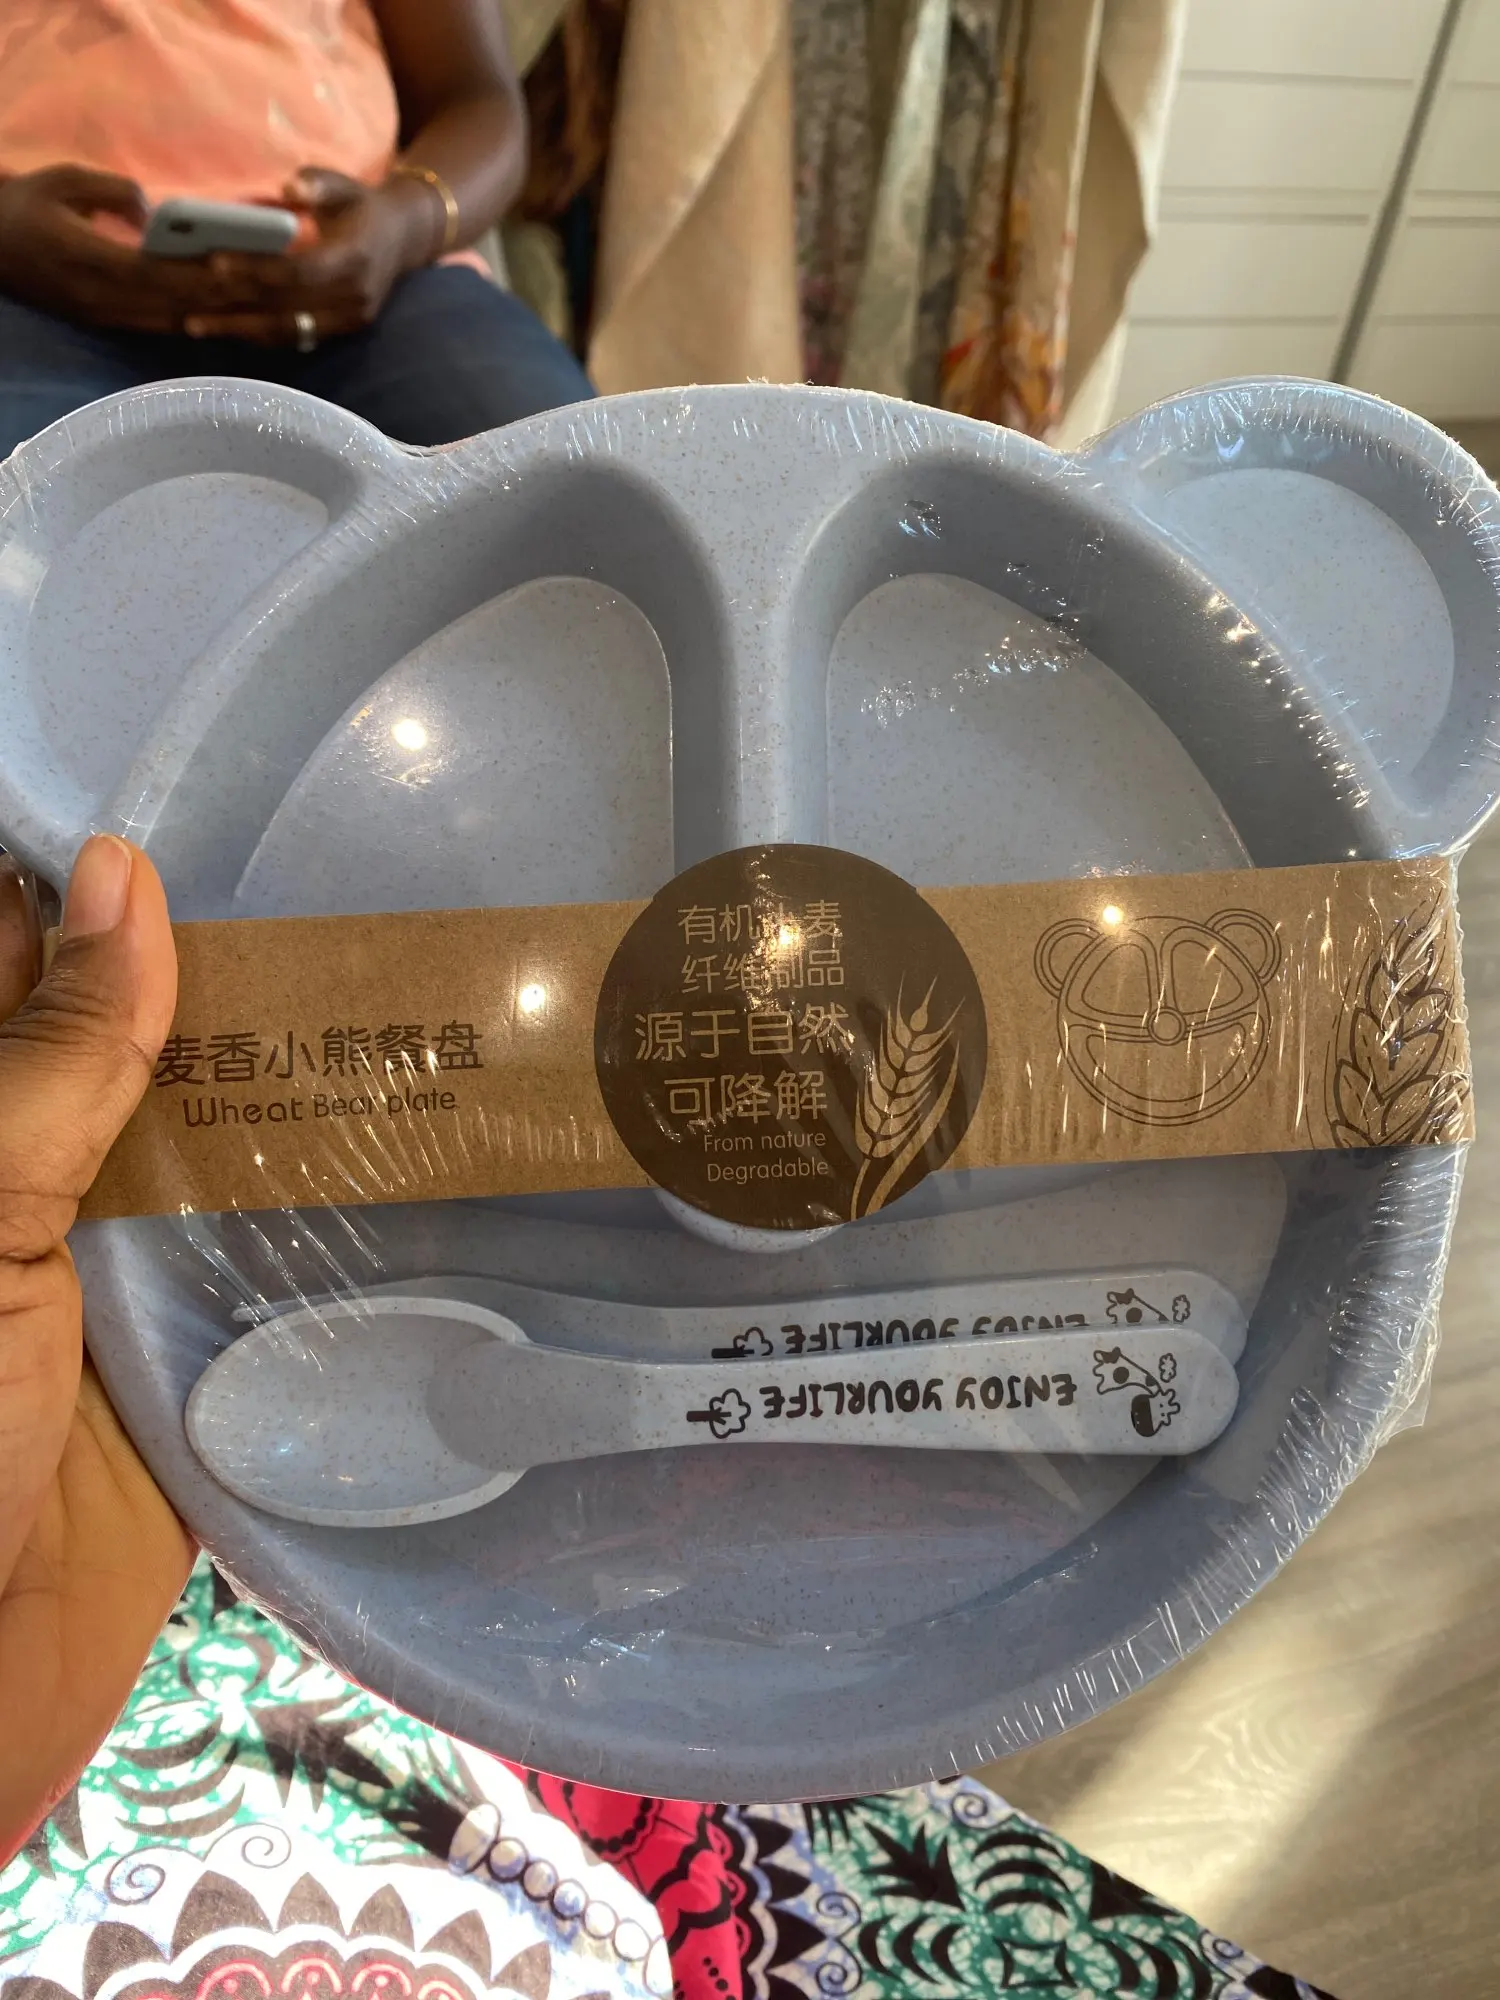 有机小麦
纤维制品
源于自然
可降解
From nature
Degradable
麦香小熊餐盘
Wheat Bear plate
ENJOY YOURLIFE
ENJOY YOURLIFE